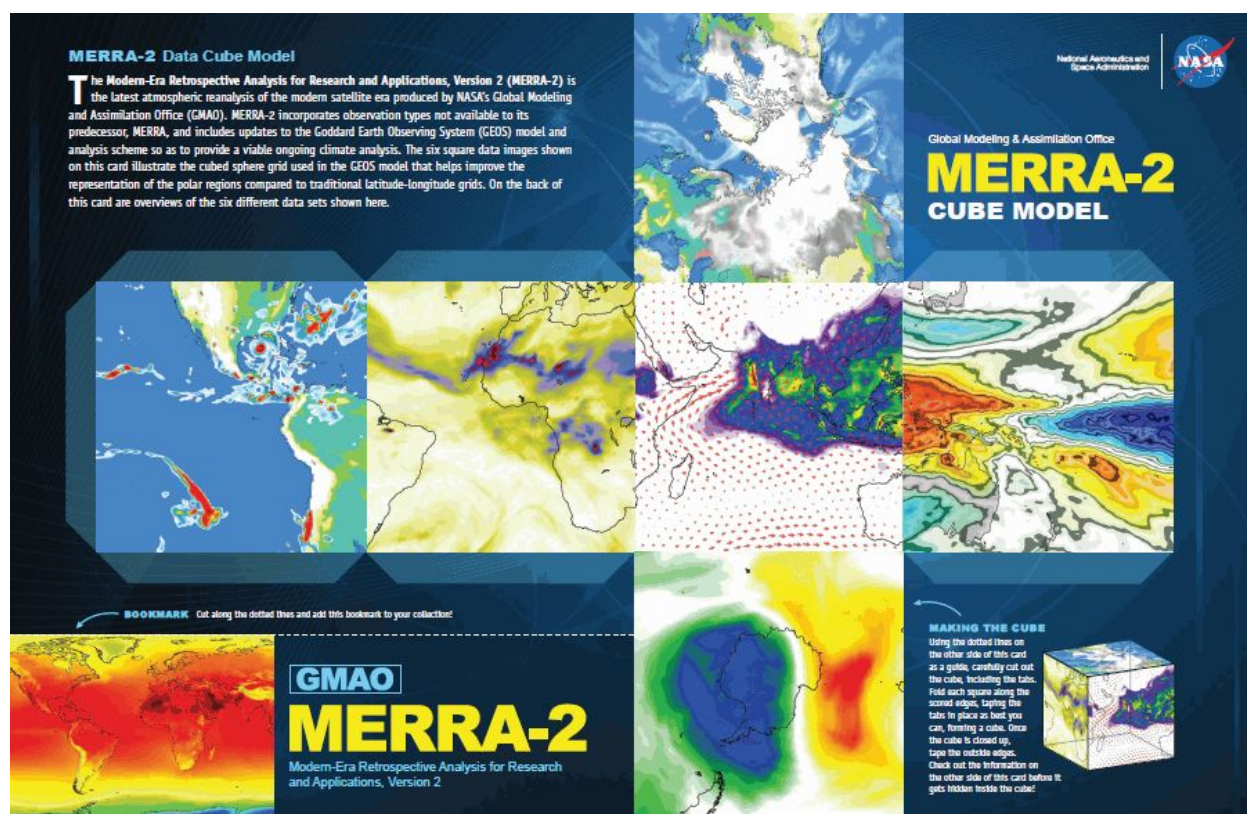 MERRA-2 Data Cube Model
The Modern-Era Retrospective Analysis for Research and Applications, Version 2 (MERRA-2) is
the latest atmospheric reanalysis of the modern satellite era produced by NASA's Global Modeling
and Assimilation Office (GMAO). MERRA-2 incorporates observation types not available to its
predecessor, MERRA, and includes updates to the Goddard Earth Observing System (GEOS) model and
analysis scheme so as to provide a viable ongoing climate analysis. The six square data images shown
on this card illustrate the cubed sphere grid used in the GEOS model that helps improve the
representation of the polar regions compared to traditional latitude-longitude grids. On the back of
this card are overviews of the six different data sets shown here.
National Aeronautics and
Space Administration
NASA
Global Modeling & Assimilation Office
MERRA-2
CUBE MODEL
BOOKMARK Cut along the dotted lines and add this bookmark to your collection!
GMAO
MERRA-2
Modern-Era Retrospective Analysis for Research
and Applications, Version 2
MAKING THE CUBE
Using the dotted lines on
the other side of this card
as a guide, carefully cut out
the cube, including the tabs.
Fold each square along the
scored edges, taping the
tabs in place as best you
can, forming a cube. Once
the cube is closed up,
tape the outside edges.
Check out the information on
the other side of this card before it
gets hidden inside the cube!